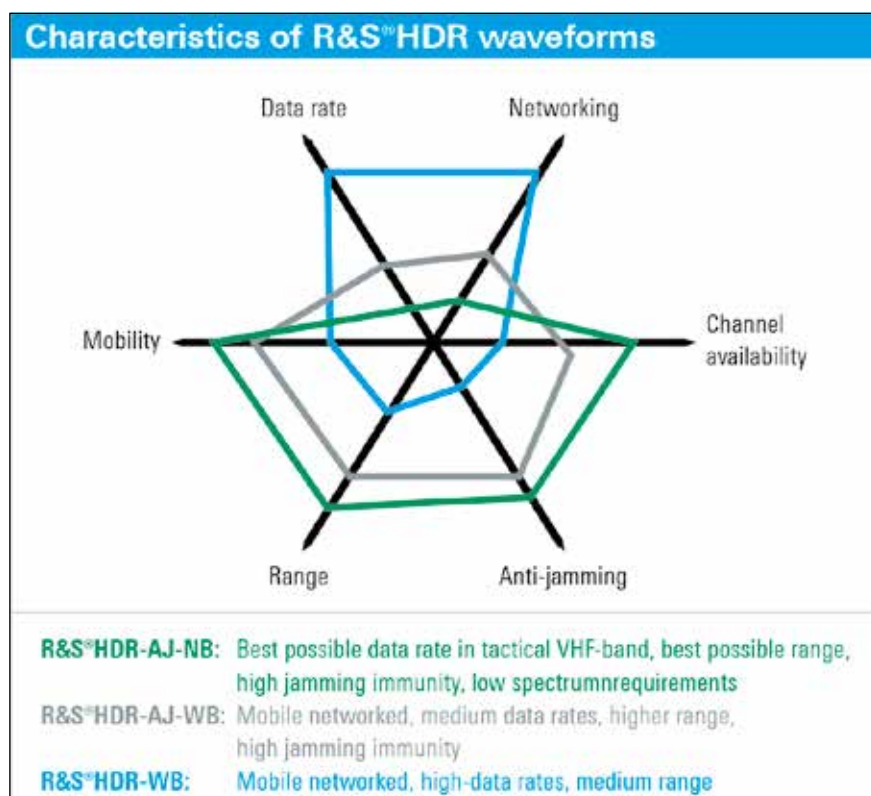 Characteristics of R&S®HDR waveforms
Data rate
Networking
Mobility
Channel
availability
Range
Anti-jamming
R&S®HDR-AJ-NB: Best possible data rate in tactical VHF-band, best possible range,
high jamming immunity, low spectrumnrequirements
R&S®HDR-AJ-WB: Mobile networked, medium data rates, higher range,
high jamming immunity
R&S®HDR-WB: Mobile networked, high-data rates, medium range